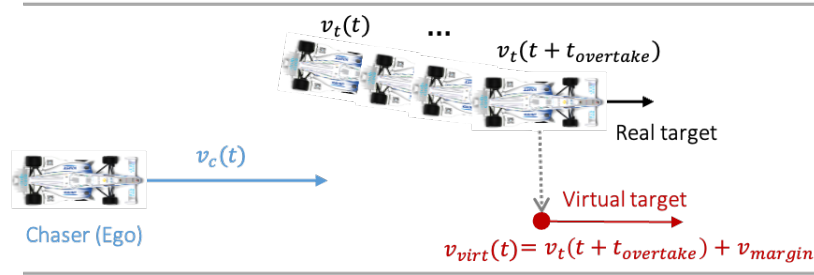 v_t(t)
...
v_t(t + t_overtake)
Real target
v_c(t)
Chaser (Ego)
Virtual target
v_virt(t) = v_t(t + t_overtake) + v_margin